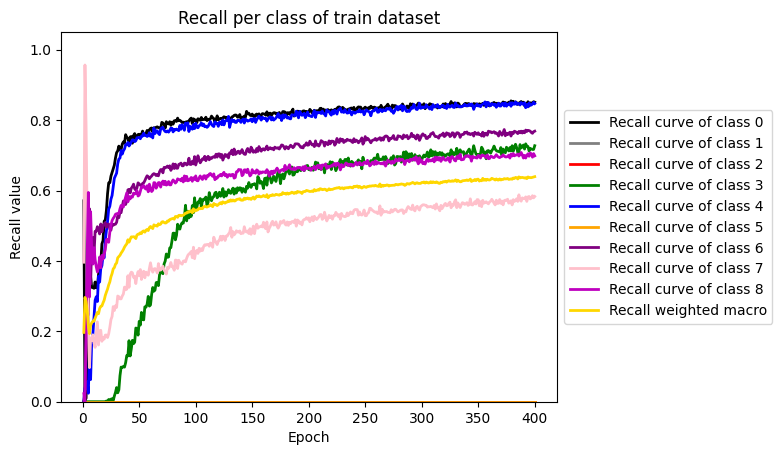 Recall per class of train dataset
Recall value
1.0
0.8
0.6
0.4
0.2
0.0
0
50
100
150
200
250
300
350
400
Epoch
Recall curve of class 0
Recall curve of class 1
Recall curve of class 2
Recall curve of class 3
Recall curve of class 4
Recall curve of class 5
Recall curve of class 6
Recall curve of class 7
Recall curve of class 8
Recall weighted macro